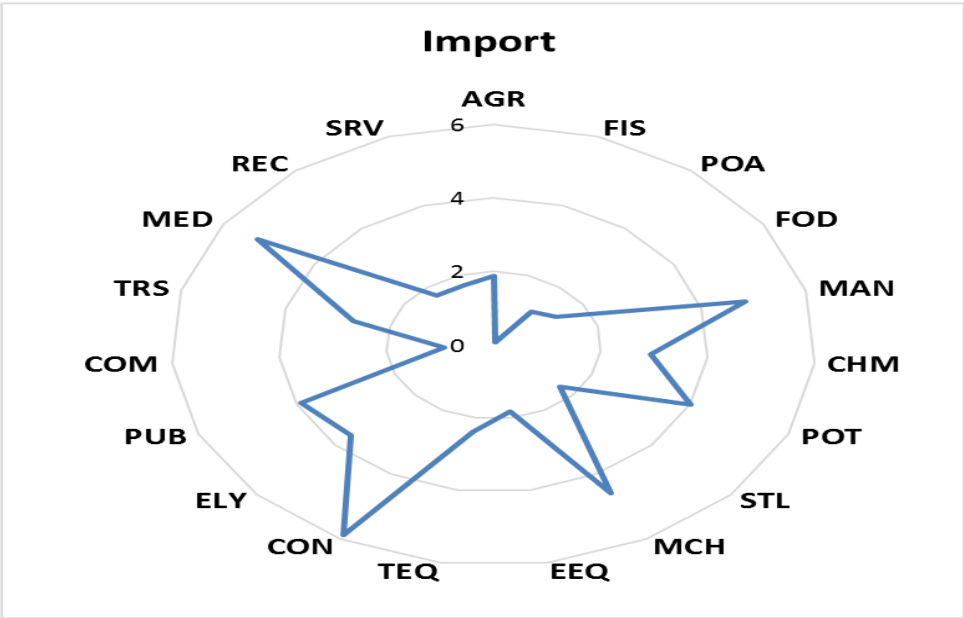 Import
AGR
FIS
POA
FOD
MAN
CHM
POT
STL
MCH
EEQ
TEQ
CON
ELY
PUB
COM
TRS
MED
REC
SRV
6
4
2
0